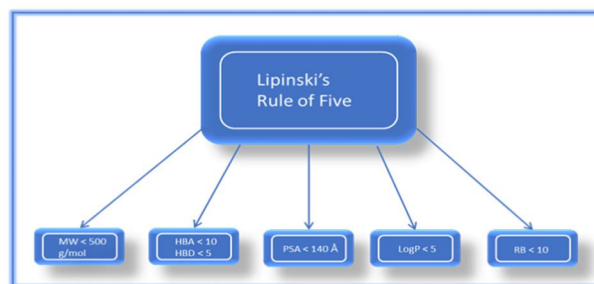 Lipinski's
Rule of Five
MW < 500
g/mol
HBA < 10
HBD < 5
PSA < 140 Å
LogP < 5
RB < 10